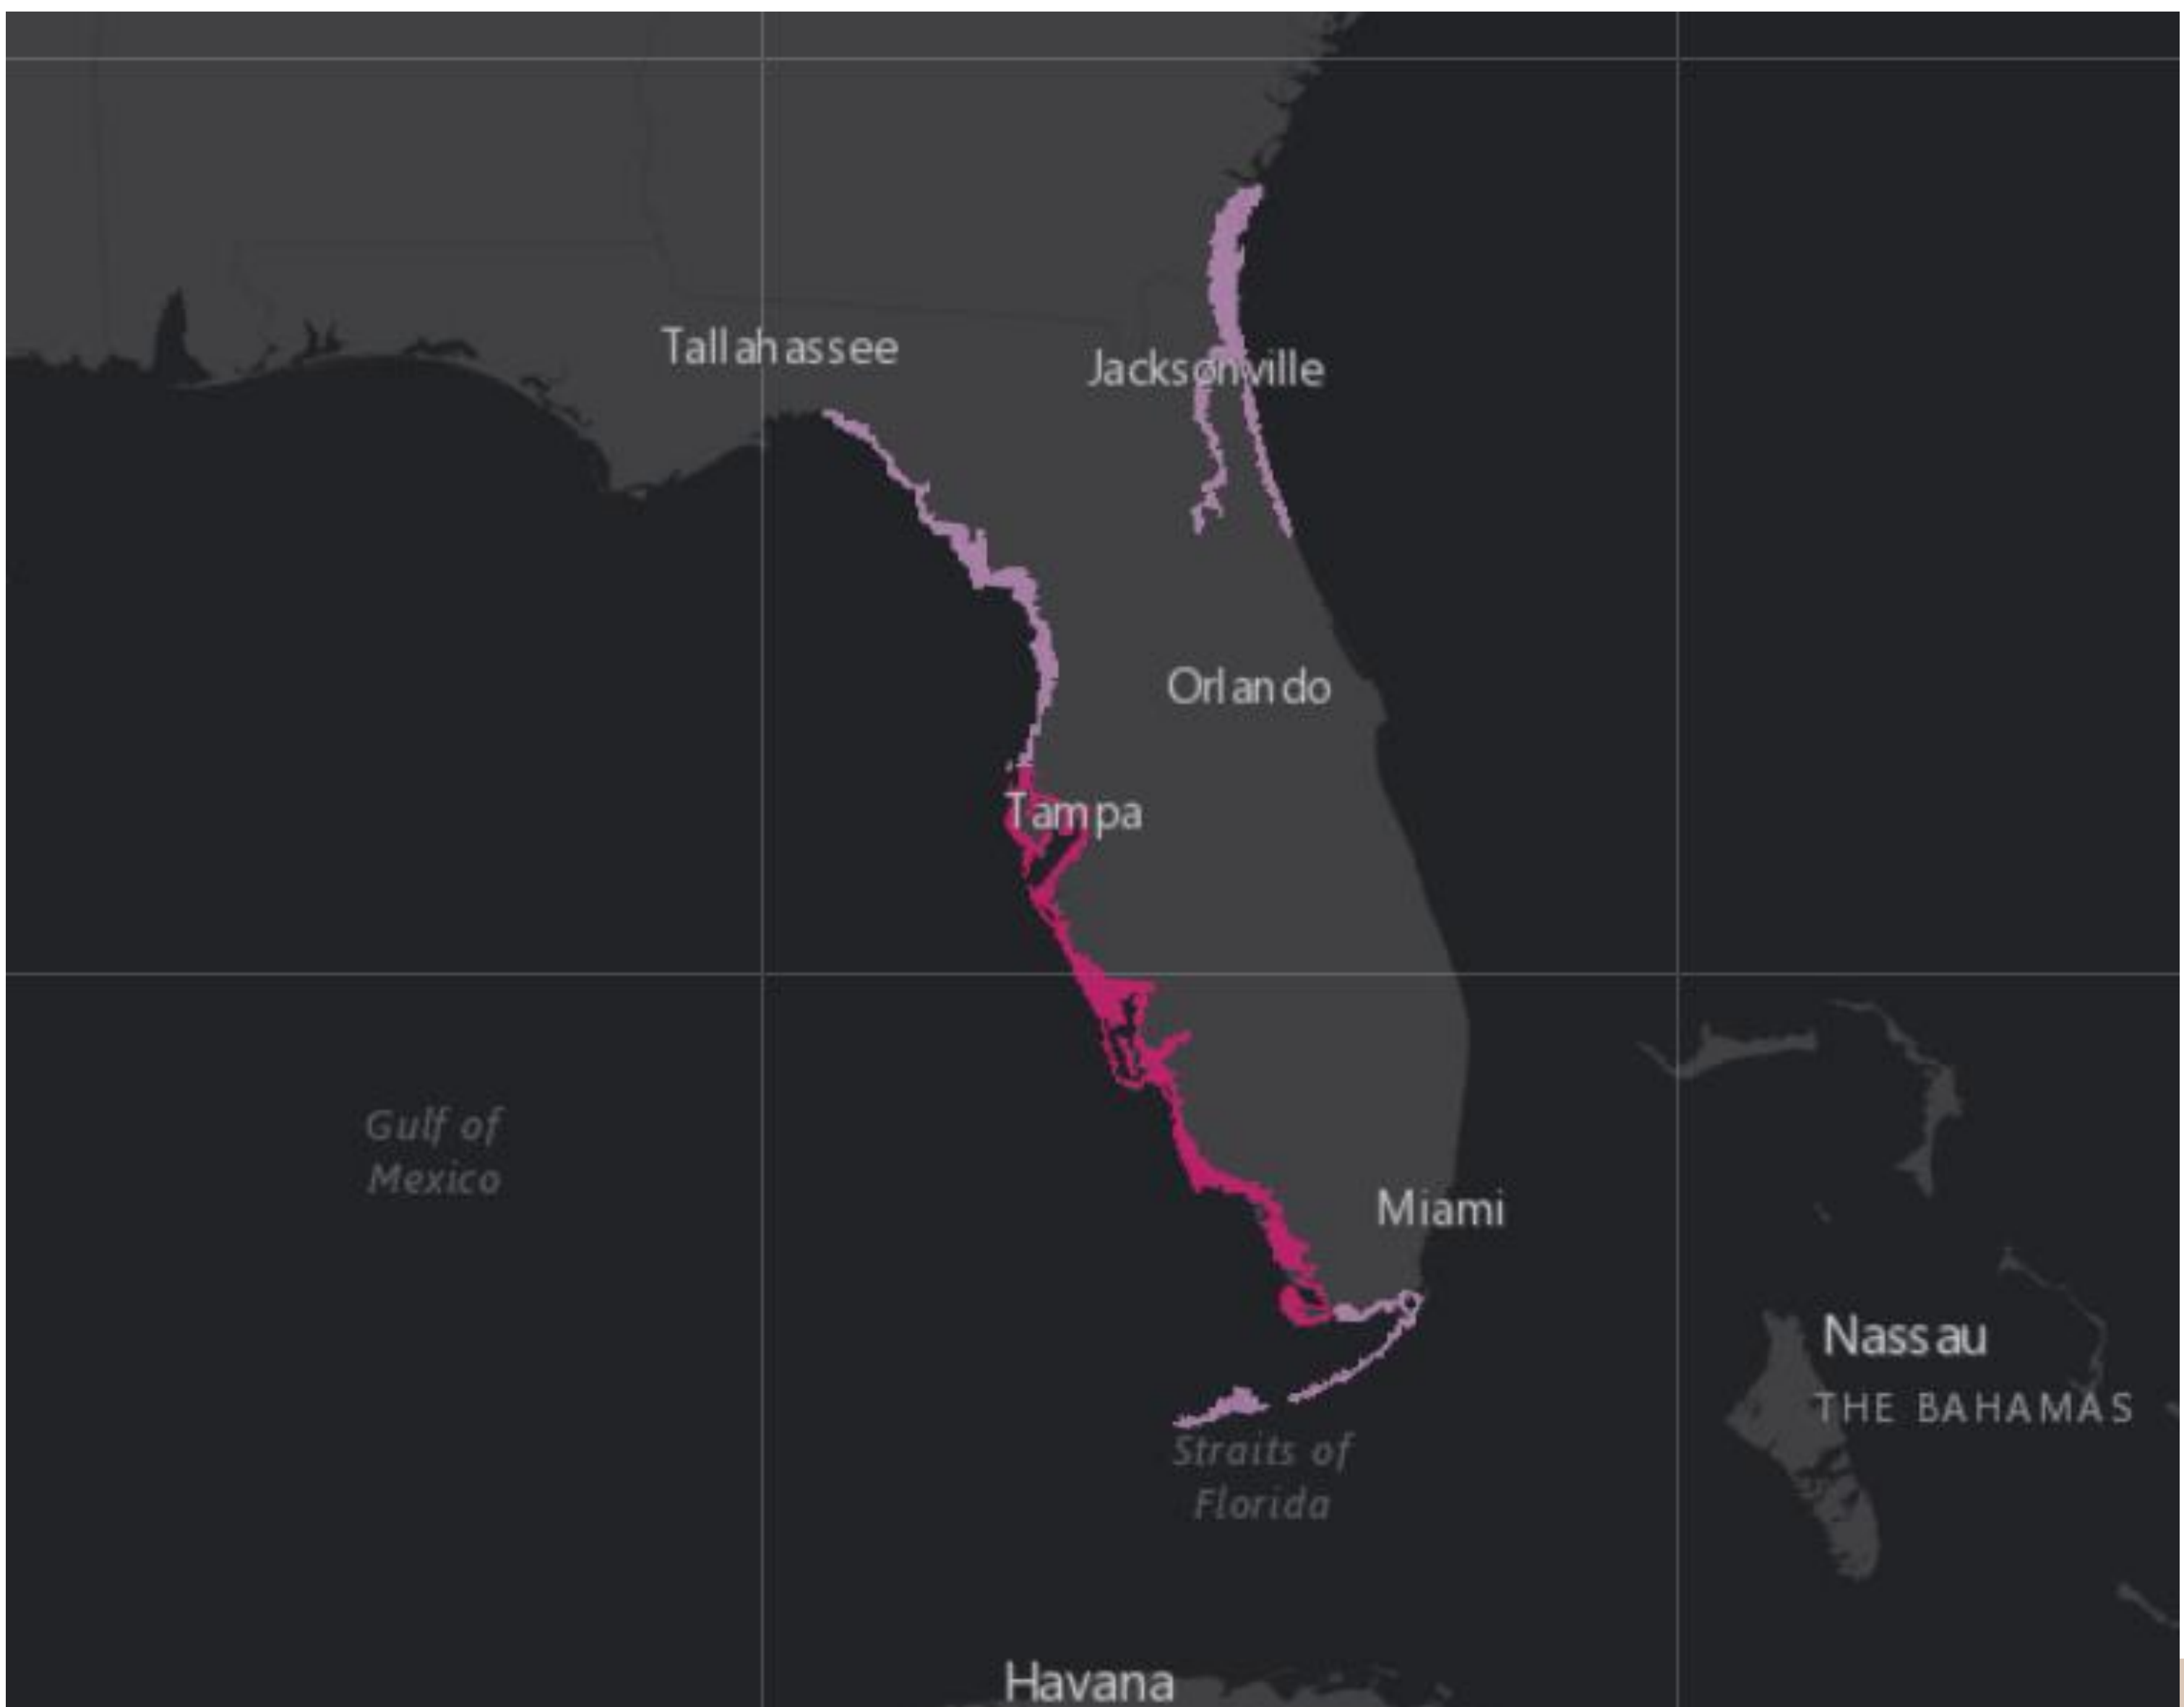 Tallahassee
Jacksonville
Orlando
Tampa
Gulf of
Mexico
Miami
Nassau
THE BAHAMAS
Straits of
Florida
Havana